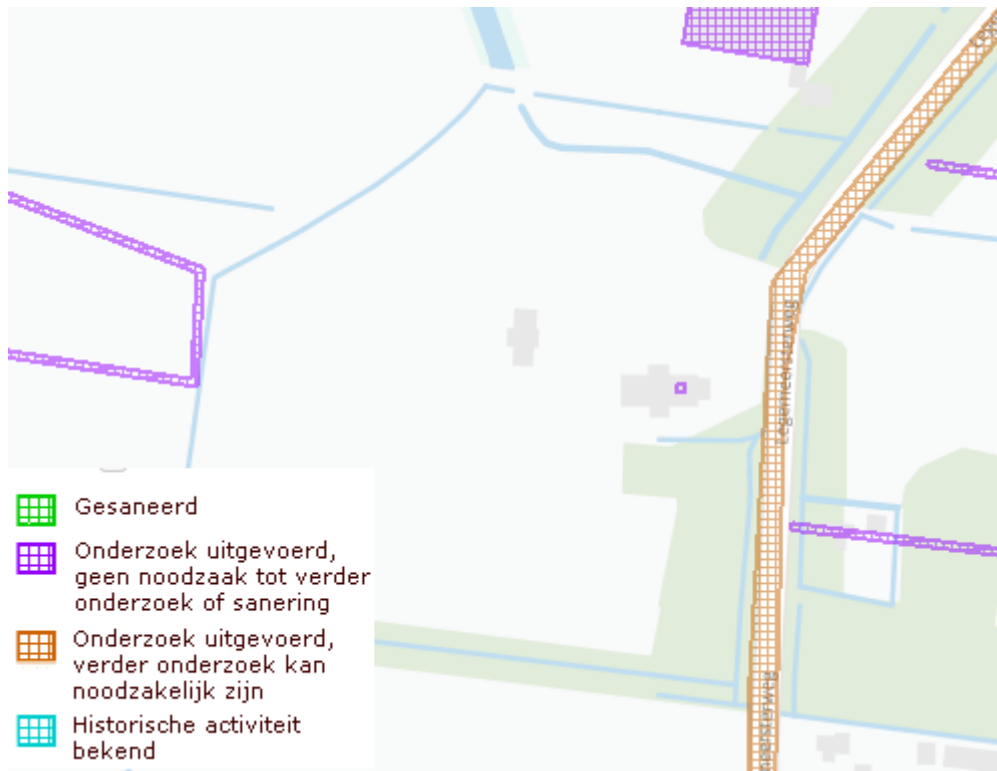 Legemeersterweg
Gesaneerd
Onderzoek uitgevoerd,
geen noodzaak tot verder
onderzoek of sanering
Onderzoek uitgevoerd,
verder onderzoek kan
noodzakelijk zijn
Historische activiteit
bekend